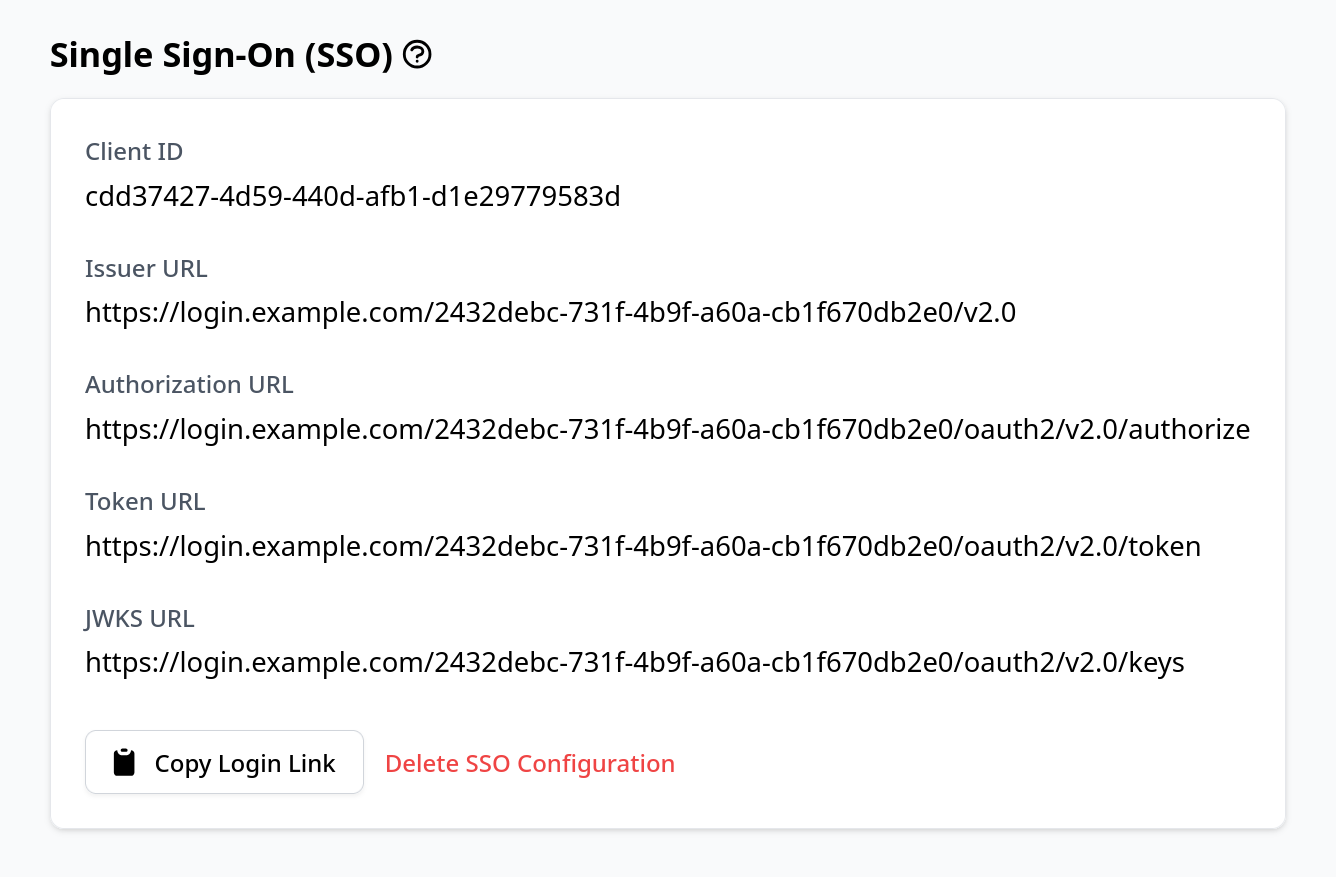 Single Sign-On (SSO)
Client ID
cdd37427-4d59-440d-afb1-d1e29779583d
Issuer URL
https://login.example.com/2432debc-731f-4b9f-a60a-cb1f670db2e0/v2.0
Authorization URL
https://login.example.com/2432debc-731f-4b9f-a60a-cb1f670db2e0/oauth2/v2.0/authorize
Token URL
https://login.example.com/2432debc-731f-4b9f-a60a-cb1f670db2e0/oauth2/v2.0/token
JWKS URL
https://login.example.com/2432debc-731f-4b9f-a60a-cb1f670db2e0/oauth2/v2.0/keys
Copy Login Link Delete SSO Configuration